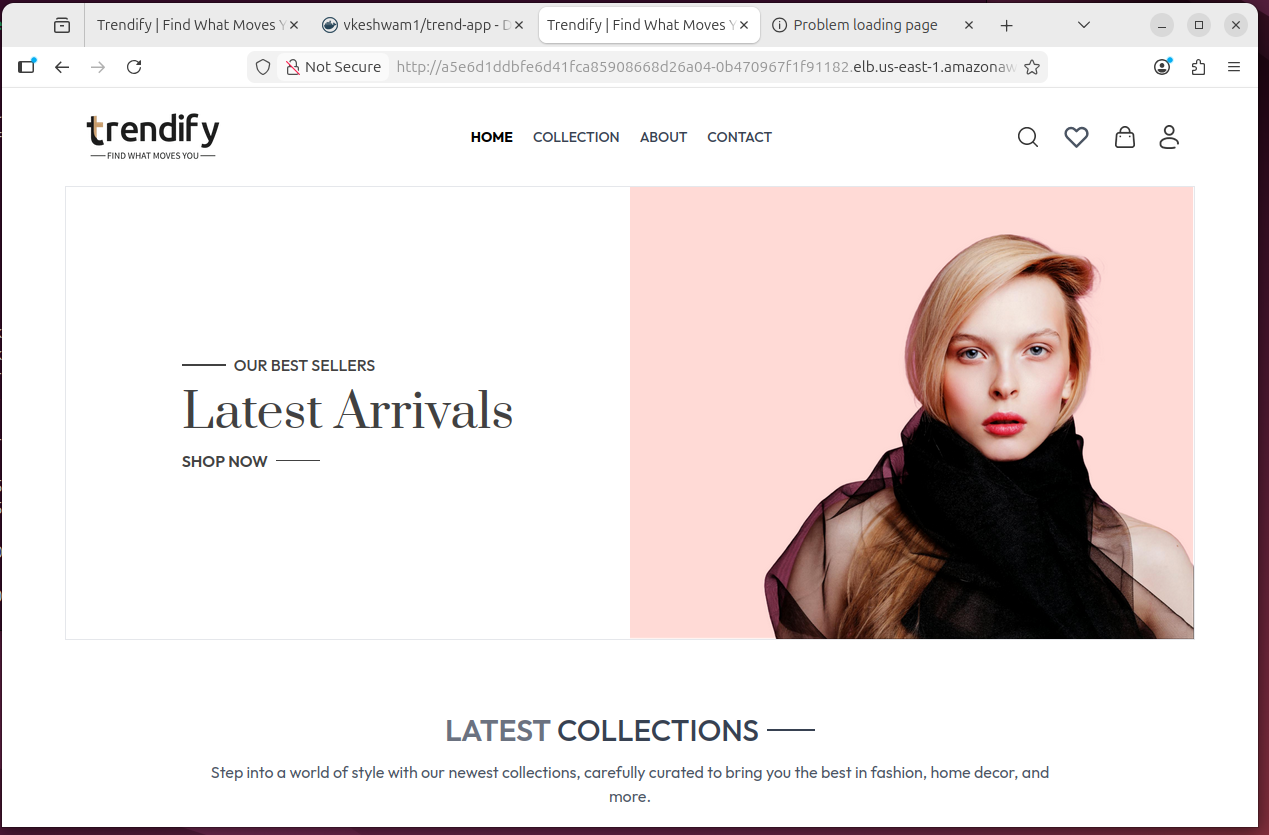 Trendify | Find What Moves Y
vkeshwam1/trend-app - D
Trendify | Find What Moves Y
Problem loading page
Not Secure
http://a5e6d1ddbfe6d41fca85908668d26a04-0b470967f1f91182.elb.us-east-1.amazonaw
trendify
FIND WHAT MOVES YOU
HOME
COLLECTION
ABOUT
CONTACT
OUR BEST SELLERS
Latest Arrivals
SHOP NOW
LATEST COLLECTIONS
Step into a world of style with our newest collections, carefully curated to bring you the best in fashion, home decor, and
more.